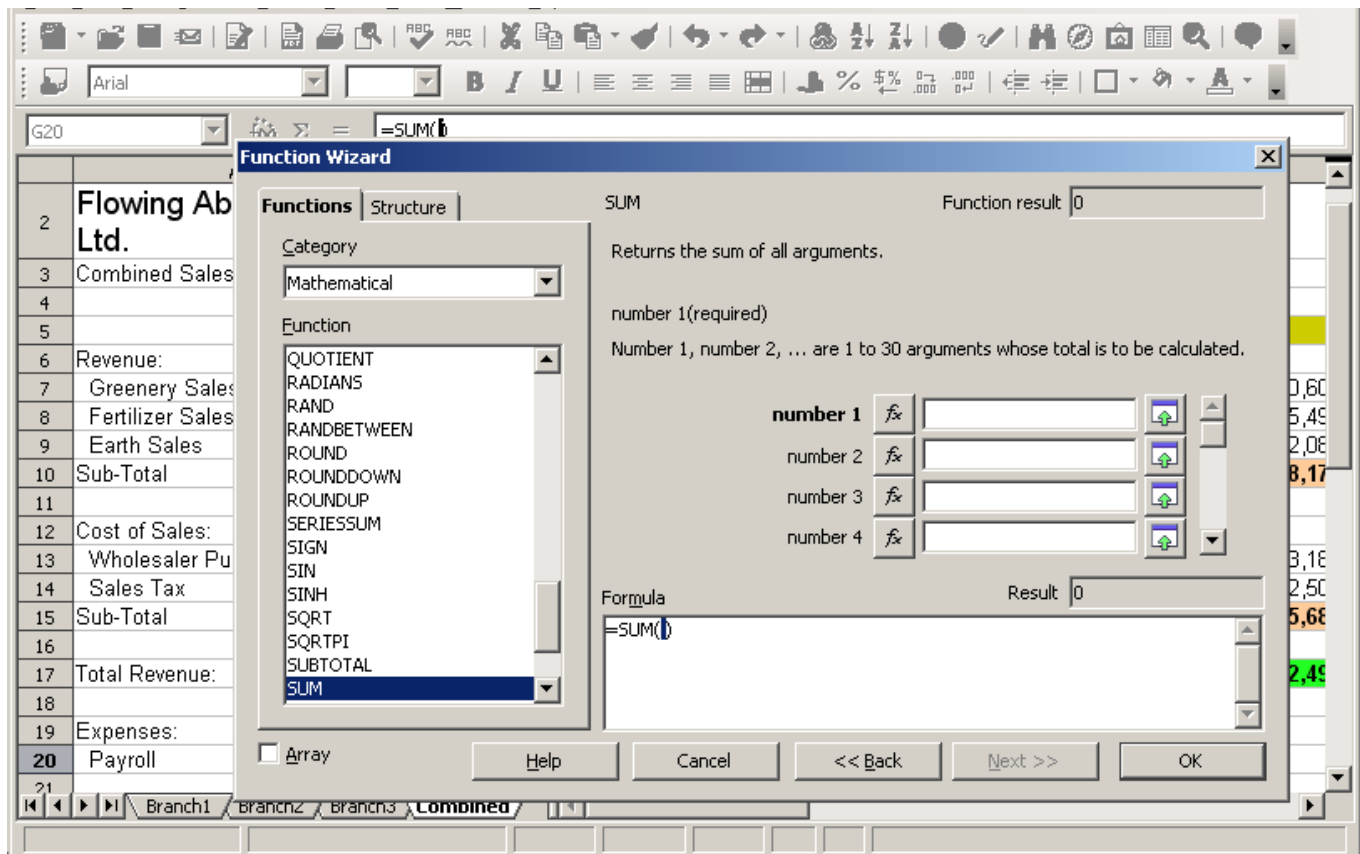 Arial
B I U
G20
=SUM()
Function Wizard
Functions Structure
SUM
Function result 0
Category
Mathematical
Returns the sum of all arguments.
Function
number 1(required)
Number 1, number 2, ... are 1 to 30 arguments whose total is to be calculated.
QUOTIENT
RADIANS
RAND
RANDBETWEEN
ROUND
ROUNDDOWN
ROUNDUP
SERIESSUM
SIGN
SIN
SINH
SQRT
SQRTPI
SUBTOTAL
SUM
number 1
number 2
number 3
number 4
Formula
Result 0
=SUM()
Array
Help
Cancel
<< Back
Next >>
OK
2 Flowing Ab
Ltd.
3 Combined Sales
4
5
6 Revenue:
7 Greenery Sales
8 Fertilizer Sales
9 Earth Sales
10 Sub-Total
11
12 Cost of Sales:
13 Wholesaler Pu
14 Sales Tax
15 Sub-Total
16
17 Total Revenue:
18
19 Expenses:
20 Payroll
21
Branch1 Branch2 Branch3 Combined